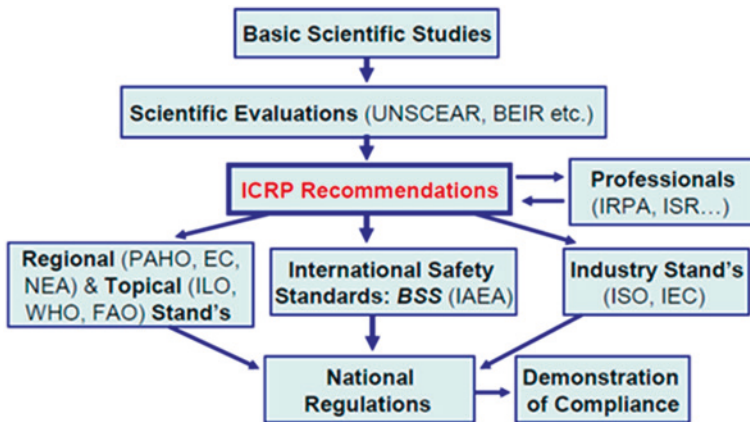 Basic Scientific Studies
Scientific Evaluations (UNSCEAR, BEIR etc.)
ICRP Recommendations
Professionals
(IRPA, ISR...)
Regional (PAHO, EC,
NEA) & Topical (ILO,
WHO, FAO) Stand's
International Safety
Standards: BSS (IAEA)
Industry Stand's
(ISO, IEC)
National
Regulations
Demonstration
of Compliance